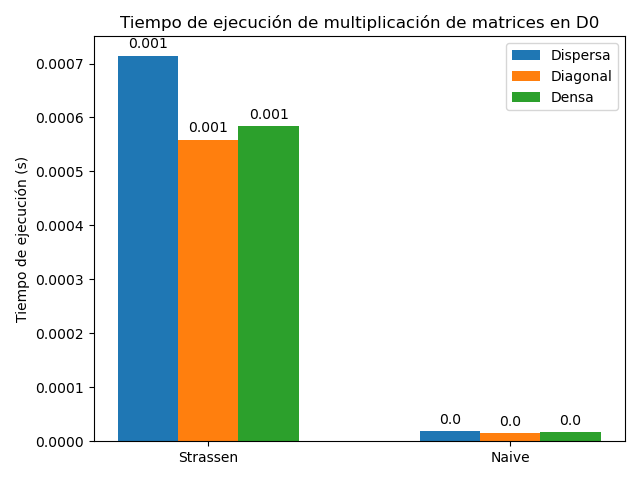 Tiempo de ejecución de multiplicación de matrices en D0
Tiempo de ejecución (s)
0.0007
0.0006
0.0005
0.0004
0.0003
0.0002
0.0001
0.0000
0.001
0.001
0.001
0.0
0.0
0.0
Dispersa
Diagonal
Densa
Strassen
Naive